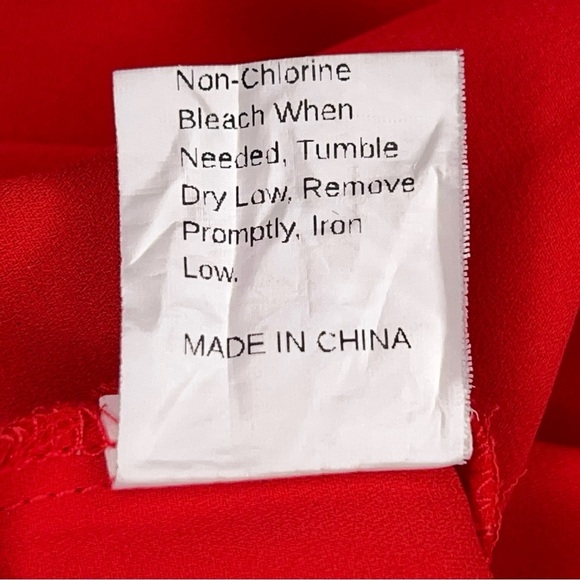 Non-Chlorine
Bleach When
Needed, Tumble
Dry Low, Remove
Promptly, Iron
Low.
MADE IN CHINA